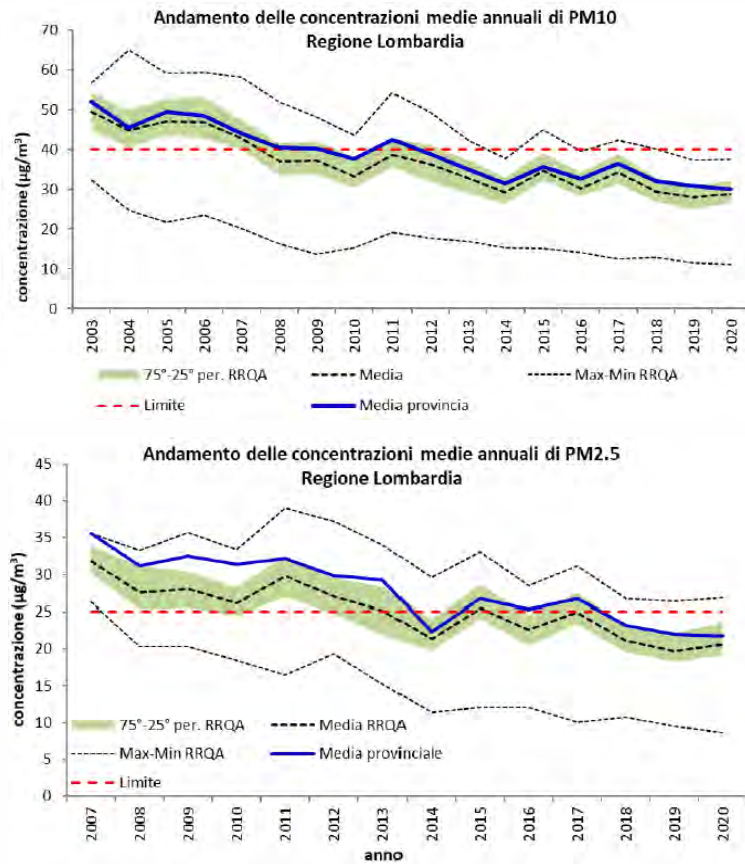 Andamento delle concentrazioni medie annuali di PM10
Regione Lombardia
concentrazione (µg/m³)
70
60
50
40
30
20
10
0
2003 2004 2005 2006 2007 2008 2009 2010 2011 2012 2013 2014 2015 2016 2017 2018 2019 2020
75°-25° per. RRQA Media Max-Min RRQA
Limite Media provincia
Andamento delle concentrazioni medie annuali di PM2.5
Regione Lombardia
concentrazione (µg/m³)
45
40
35
30
25
20
15
10
5
0
75°-25° per. RRQA Media RRQA
Max-Min RRQA Media provinciale
Limite
2007 2008 2009 2010 2011 2012 2013 2014 2015 2016 2017 2018 2019 2020
anno